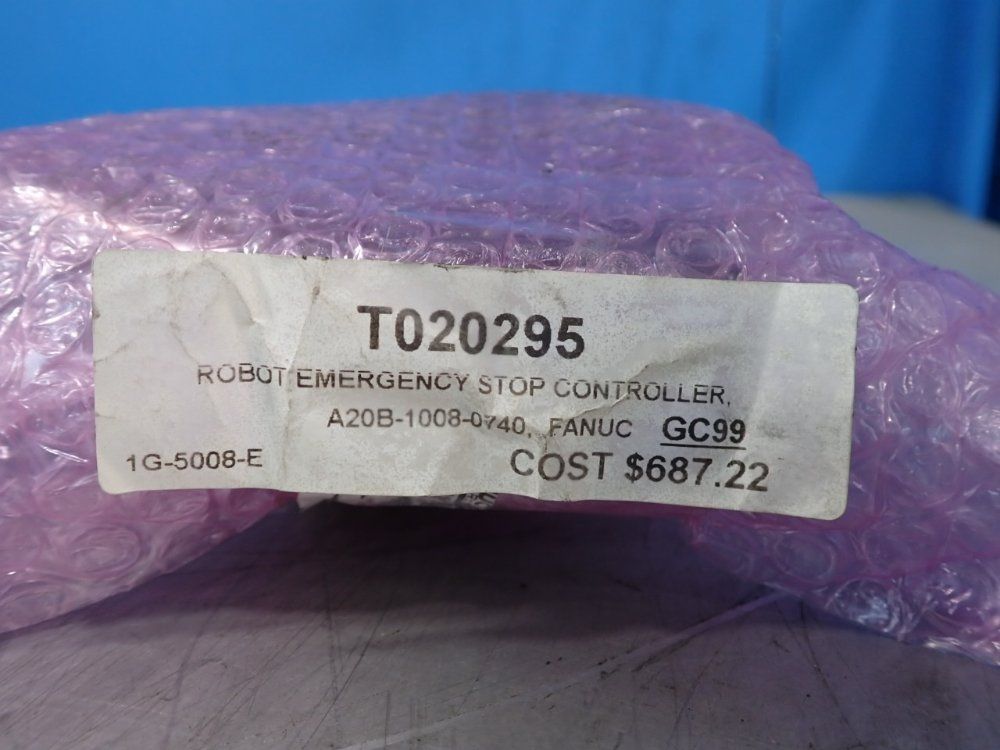 T020295
ROBOT EMERGENCY STOP CONTROLLER,
A20B-1008-0740, FANUC GC99
1G-5008-E COST $687.22